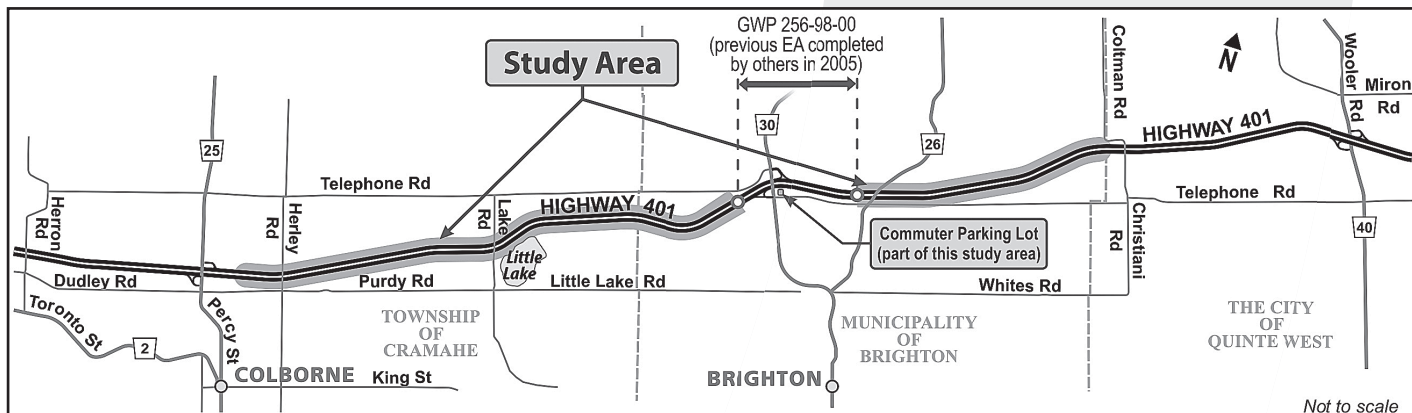 GWP 256-98-00
(previous EA completed
by others in 2005)
Study Area
N
Coltman Rd
Wooler Rd
Miron
Rd
25
30
26
HIGHWAY 401
Telephone Rd
Telephone Rd
Herron Rd
Herley Rd
Lake Rd
HIGHWAY 401
Christiani Rd
Commuter Parking Lot
(part of this study area)
40
Little
Lake
Dudley Rd
Purdy Rd
Little Lake Rd
Whites Rd
Toronto St
2
Percy St
TOWNSHIP
OF
CRAMAHE
MUNICIPALITY
OF
BRIGHTON
THE CITY
OF
QUINTE WEST
COLBORNE
King St
BRIGHTON
Not to scale